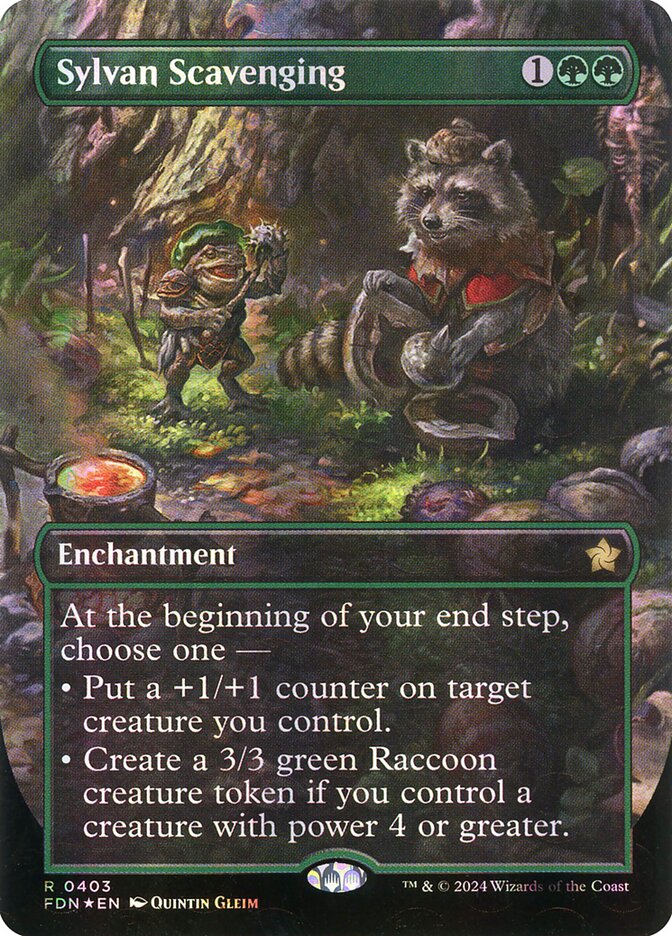 Sylvan Scavenging 1
Enchantment
At the beginning of your end step,
choose one —
• Put a +1/+1 counter on target
creature you control.
• Create a 3/3 green Raccoon
creature token if you control a
creature with power 4 or greater.
R 0403
™ & © 2024 Wizards of the Coast
FDN★EN Quintin Gleim